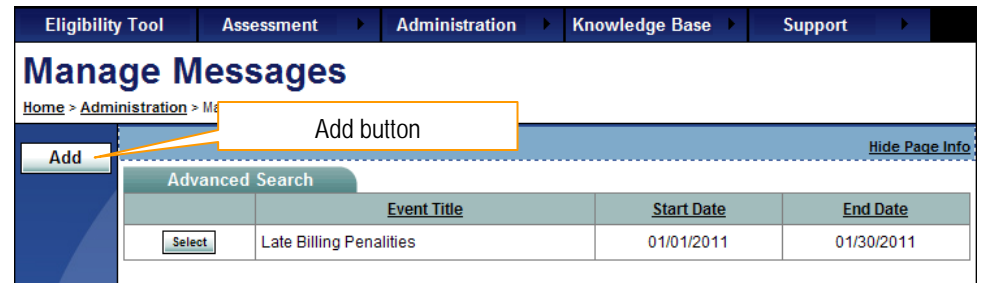 Eligibility Tool Assessment Administration Knowledge Base Support
Manage Messages
Home > Administration > Ma
Add button
Add
Hide Page Info
Advanced Search
Event Title Start Date End Date
Select Late Billing Penalities 01/01/2011 01/30/2011